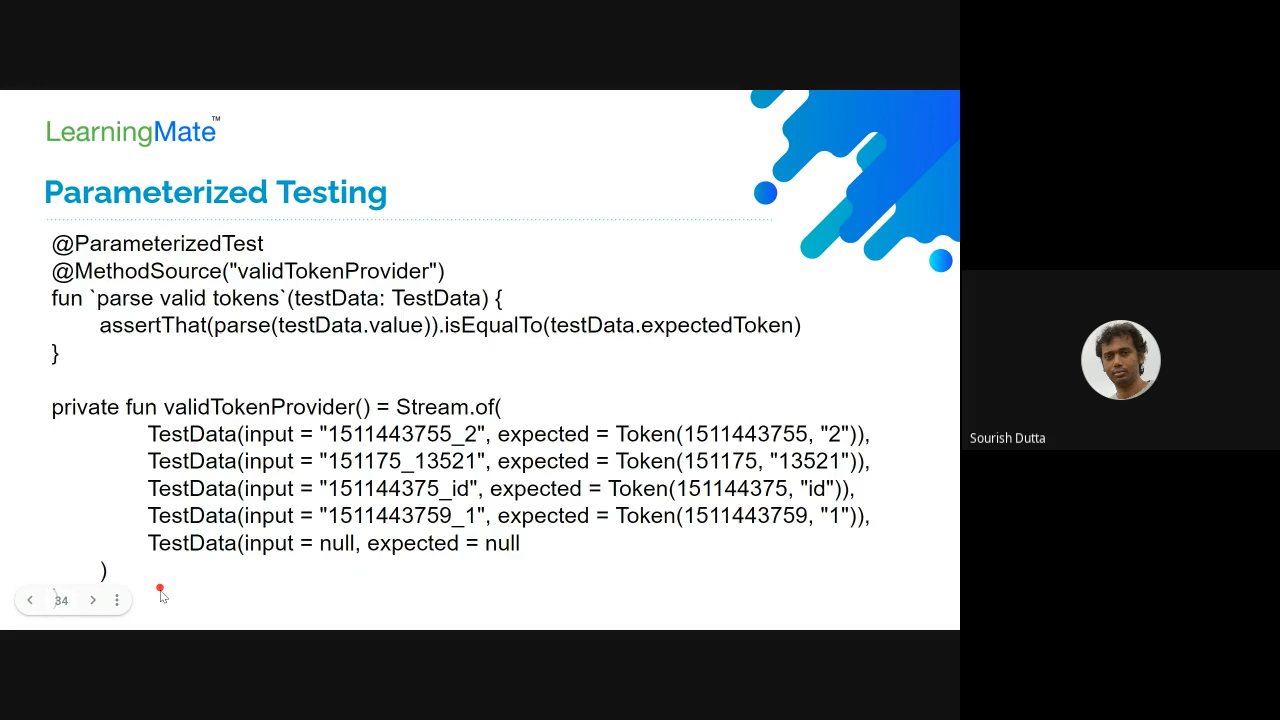 LearningMate™
Parameterized Testing
@ParameterizedTest
@MethodSource("validTokenProvider")
fun `parse valid tokens`(testData: TestData) {
assertThat(parse(testData.value)).isEqualTo(testData.expectedToken)
}
private fun validTokenProvider() = Stream.of(
TestData(input = "1511443755_2", expected = Token(1511443755, "2")),
TestData(input = "151175_13521", expected = Token(151175, "13521")),
TestData(input = "151144375_id", expected = Token(151144375, "id")),
TestData(input = "1511443759_1", expected = Token(1511443759, "1")),
TestData(input = null, expected = null
)
34
Sourish Dutta